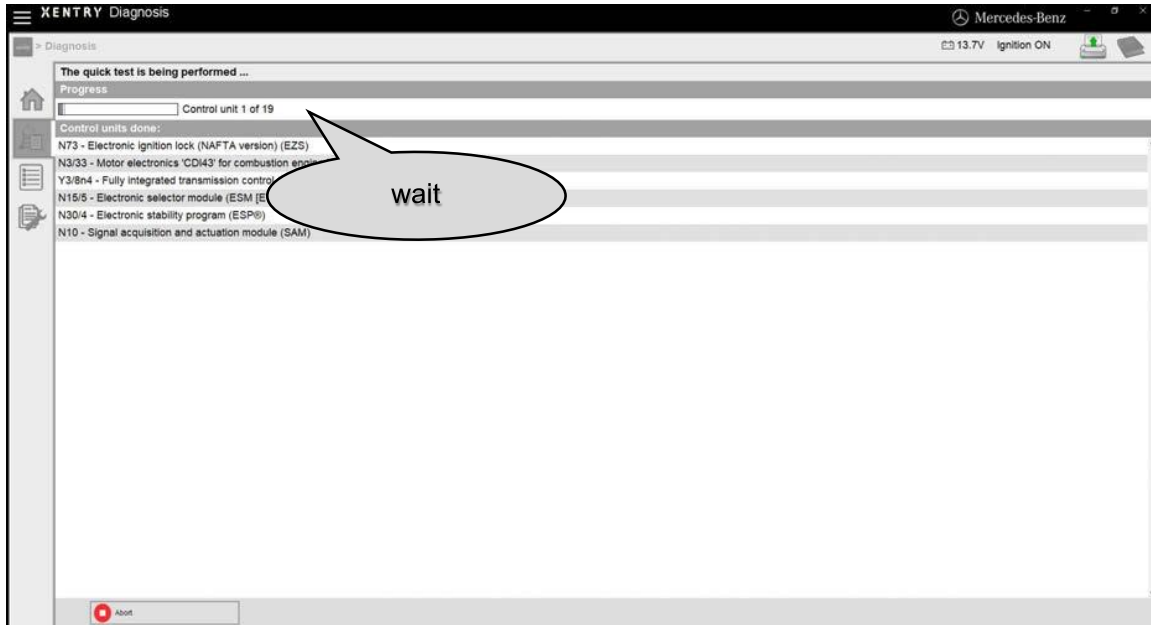 XENTRY Diagnosis
Mercedes-Benz
> Diagnosis
13.7V Ignition ON
The quick test is being performed ...
Progress
Control unit 1 of 19
Control units done:
N73 - Electronic ignition lock (NAFTA version) (EZS)
N3/33 - Motor electronics 'CDI43' for combustion
Y3/8n4 - Fully integrated transmission control
N15/5 - Electronic selector module (ESM
wait
N30/4 - Electronic stability program (ESP®)
N10 - Signal acquisition and actuation module (SAM)
Abort